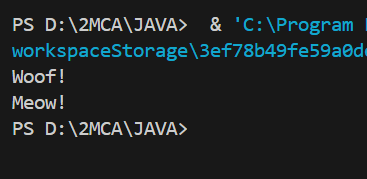 PS D:\2MCA\JAVA>  & 'C:\Program
workspaceStorage\3ef78b49fe59a0d
Woof!
Meow!
PS D:\2MCA\JAVA>